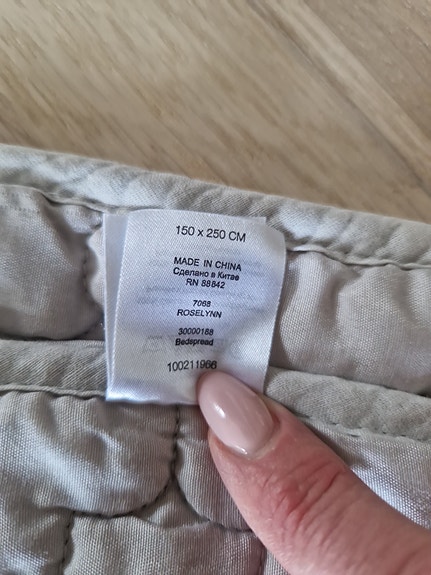 150 x 250 CM
MADE IN CHINA
Сделано в Китае
RN 88842
7068
ROSELYNN
30000188
Bedspread
100211966